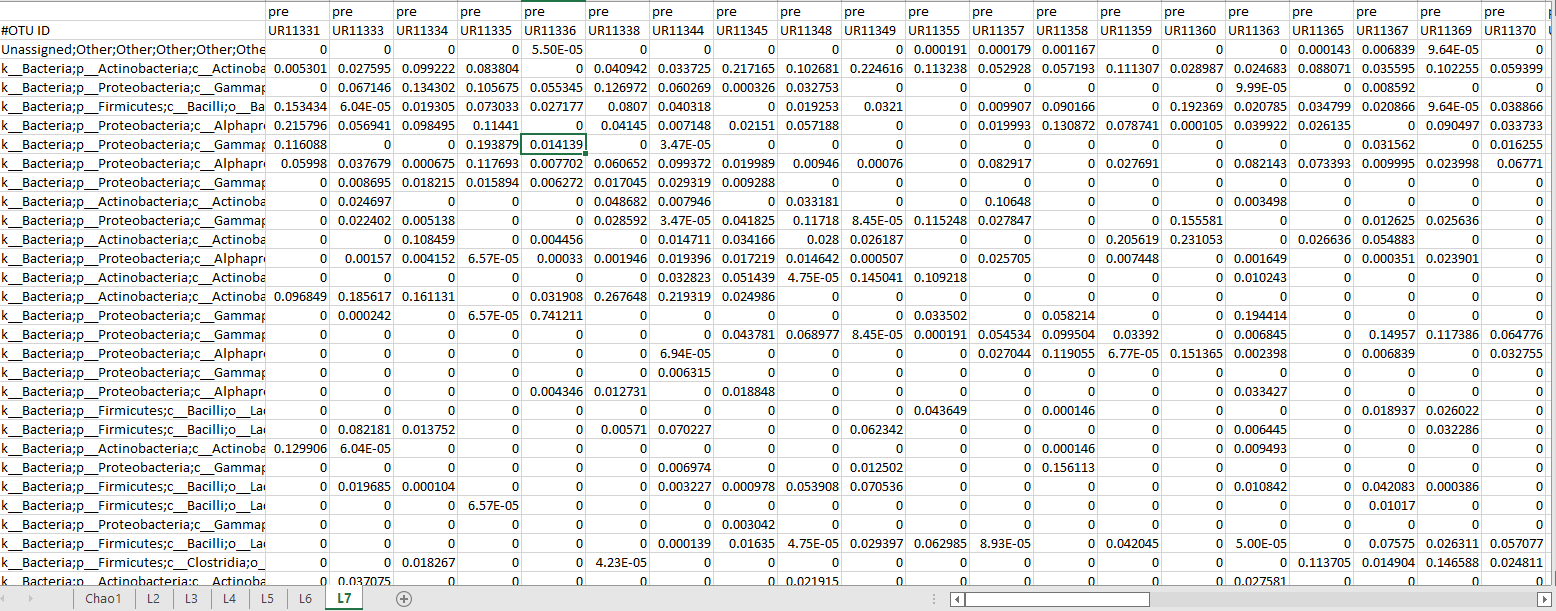 pre pre pre pre pre pre pre pre pre pre pre pre pre pre pre pre pre pre pre pre
#OTU ID UR11331 UR11333 UR11334 UR11335 UR11336 UR11338 UR11344 UR11345 UR11348 UR11349 UR11355 UR11357 UR11358 UR11359 UR11360 UR11363 UR11365 UR11367 UR11369 UR11370
Unassigned;Other;Other;Other;Other;Othe 0 0 0 0 5.50E-05 0 0 0 0 0 0.000191 0.000179 0.001167 0 0 0 0.000143 0.006839 9.64E-05 0
k__Bacteria;p__Actinobacteria;c__Actinoba 0.005301 0.027595 0.099222 0.083804 0 0.040942 0.033725 0.217165 0.102681 0.224616 0.113238 0.052928 0.057193 0.111307 0.028987 0.024683 0.088071 0.035595 0.102255 0.059399
k__Bacteria;p__Proteobacteria;c__Gammap 0 0.067146 0.134302 0.105675 0.055345 0.126972 0.060269 0.000326 0.032753 0 0 0 0 0 0 9.99E-05 0 0.008592 0 0
k__Bacteria;p__Firmicutes;c__Bacilli;o__Ba 0.153434 6.04E-05 0.019305 0.073033 0.027177 0.0807 0.040318 0 0.019253 0.0321 0 0.009907 0.090166 0 0.192369 0.020785 0.034799 0.020866 9.64E-05 0.038866
k__Bacteria;p__Proteobacteria;c__Alphapro 0.215796 0.056941 0.098495 0.11441 0 0.04145 0.007148 0.02151 0.057188 0 0 0.019993 0.130872 0.078741 0.000105 0.039922 0.026135 0 0.090497 0.033733
k__Bacteria;p__Proteobacteria;c__Gammap 0.116088 0 0 0.193879 0.014139 0 3.47E-05 0 0 0 0 0 0 0 0 0 0 0.031562 0 0.016255
k__Bacteria;p__Proteobacteria;c__Alphapr 0.05998 0.037679 0.000675 0.117693 0.007702 0.060652 0.099372 0.019989 0.00946 0.00076 0 0.082917 0 0.027691 0 0.082143 0.073393 0.009995 0.023998 0.06771
k__Bacteria;p__Proteobacteria;c__Gammap 0 0.008695 0.018215 0.015894 0.006272 0.017045 0.029319 0.009288 0 0 0 0 0 0 0 0 0 0 0 0
k__Bacteria;p__Actinobacteria;c__Actinoba 0 0.024697 0 0 0 0.048682 0.007946 0 0.033181 0 0 0.10648 0 0 0 0.003498 0 0 0 0
k__Bacteria;p__Proteobacteria;c__Gammap 0 0.022402 0.005138 0 0 0.028592 3.47E-05 0.041825 0.11718 8.45E-05 0.115248 0.027847 0 0 0.155581 0 0 0.012625 0.025636 0
k__Bacteria;p__Actinobacteria;c__Actinoba 0 0 0.108459 0 0.004456 0 0.014711 0.034166 0.028 0.026187 0 0 0 0.205619 0.231053 0 0.026636 0.054883 0 0
k__Bacteria;p__Proteobacteria;c__Alphapr 0 0.00157 0.004152 6.57E-05 0.00033 0.001946 0.019396 0.017219 0.014642 0.000507 0 0.025705 0 0.007448 0 0.001649 0 0.000351 0.023901 0
k__Bacteria;p__Actinobacteria;c__Actinoba 0 0 0 0 0 0 0.032823 0.051439 4.75E-05 0.145041 0.109218 0 0 0 0 0.010243 0 0 0 0
k__Bacteria;p__Actinobacteria;c__Actinoba 0.096849 0.185617 0.161131 0 0.031908 0.267648 0.219319 0.024986 0 0 0 0 0 0 0 0 0 0 0 0
k__Bacteria;p__Proteobacteria;c__Gammap 0 0.000242 0 6.57E-05 0.741211 0 0 0 0 0 0.033502 0 0.058214 0 0 0.194414 0 0 0 0
k__Bacteria;p__Proteobacteria;c__Gammap 0 0 0 0 0 0 0 0.043781 0.068977 8.45E-05 0.000191 0.054534 0.099504 0.03392 0 0.006845 0 0.14957 0.117386 0.064776
k__Bacteria;p__Proteobacteria;c__Alphapr 0 0 0 0 0 0 6.94E-05 0 0 0 0 0.027044 0.119055 6.77E-05 0.151365 0.002398 0 0.006839 0 0.032755
k__Bacteria;p__Proteobacteria;c__Gammap 0 0 0 0 0 0 0.006315 0 0 0 0 0 0 0 0 0 0 0 0 0
k__Bacteria;p__Proteobacteria;c__Alphapr 0 0 0 0 0.004346 0.012731 0 0.018848 0 0 0 0 0 0 0 0.033427 0 0 0 0
k__Bacteria;p__Firmicutes;c__Bacilli;o__La 0 0 0 0 0 0 0 0 0 0 0.043649 0 0.000146 0 0 0 0 0.018937 0.026022 0
k__Bacteria;p__Firmicutes;c__Bacilli;o__La 0 0.082181 0.013752 0 0 0.00571 0.070227 0 0 0.062342 0 0 0 0 0 0.006445 0 0 0.032286 0
k__Bacteria;p__Actinobacteria;c__Actinoba 0.129906 6.04E-05 0 0 0 0 0 0 0 0 0 0 0.000146 0 0 0.009493 0 0 0 0
k__Bacteria;p__Proteobacteria;c__Gammap 0 0 0 0 0 0 0.006974 0 0 0.012502 0 0 0.156113 0 0 0 0 0 0 0
k__Bacteria;p__Firmicutes;c__Bacilli;o__La 0 0.019685 0.000104 0 0 0 0.003227 0.000978 0.053908 0.070536 0 0 0 0 0 0.010842 0 0.042083 0.000386 0
k__Bacteria;p__Firmicutes;c__Bacilli;o__La 0 0 0 6.57E-05 0 0 0 0 0 0 0 0 0 0 0 0 0 0.01017 0 0
k__Bacteria;p__Proteobacteria;c__Gammap 0 0 0 0 0 0 0 0.003042 0 0 0 0 0 0 0 0 0 0 0 0
k__Bacteria;p__Firmicutes;c__Bacilli;o__La 0 0 0 0 0 0 0.000139 0.01635 4.75E-05 0.029397 0.062985 8.93E-05 0 0.042045 0 5.00E-05 0 0.07575 0.026311 0.057077
k__Bacteria;p__Firmicutes;c__Clostridia;o_ 0 0 0.018267 0 0 4.23E-05 0 0 0 0 0 0 0 0 0 0 0.113705 0.014904 0.146588 0.024811
k__Bacteria;p__Actinobacteria;c__Actinoba 0 0.037075 0 0 0 0 0 0 0.021915 0 0 0 0 0 0 0.027581 0 0 0 0
Chao1 L2 L3 L4 L5 L6 L7